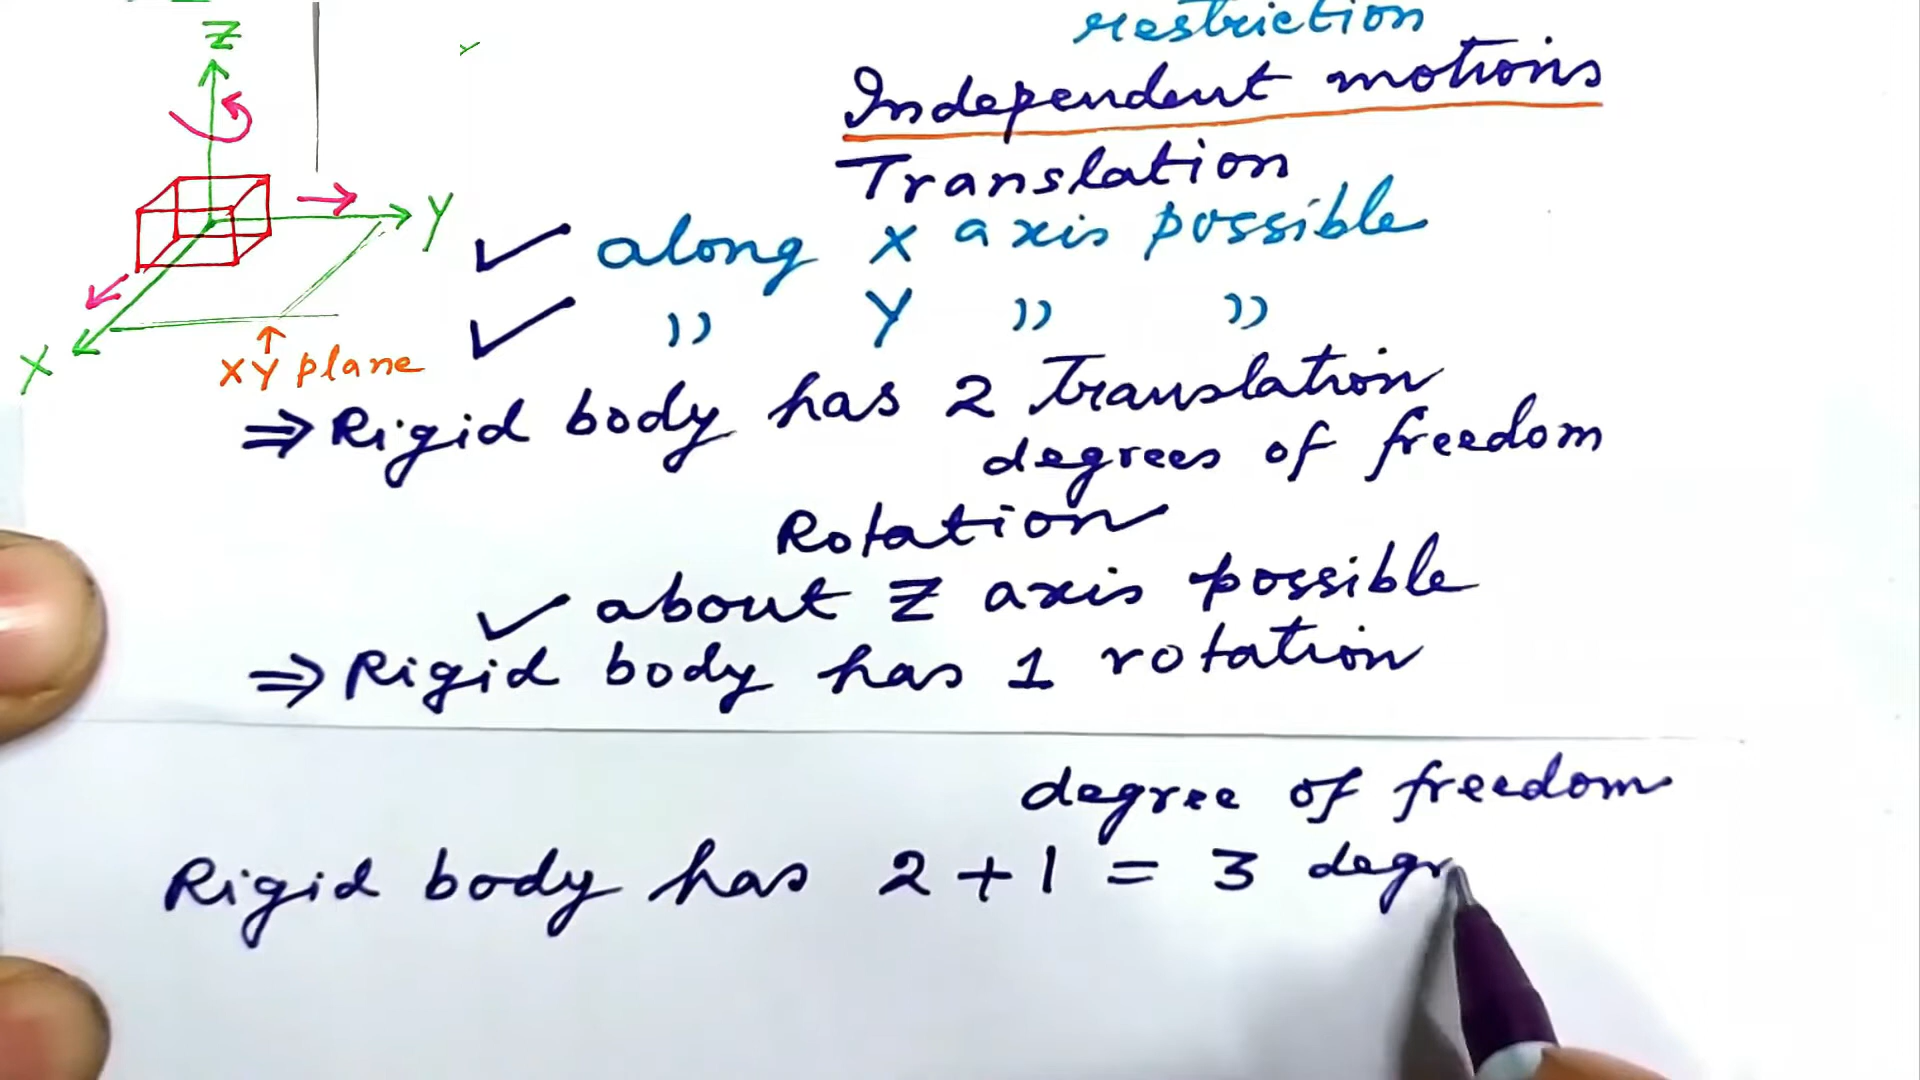 Z
Y
X
XY plane
restriction
Independent motions
Translation
along X axis possible
" Y " "
⇒ Rigid body has 2 Translation
degrees of freedom
Rotation
about Z axis possible
⇒ Rigid body has 1 rotation
degree of freedom
Rigid body has 2 + 1 = 3 degr